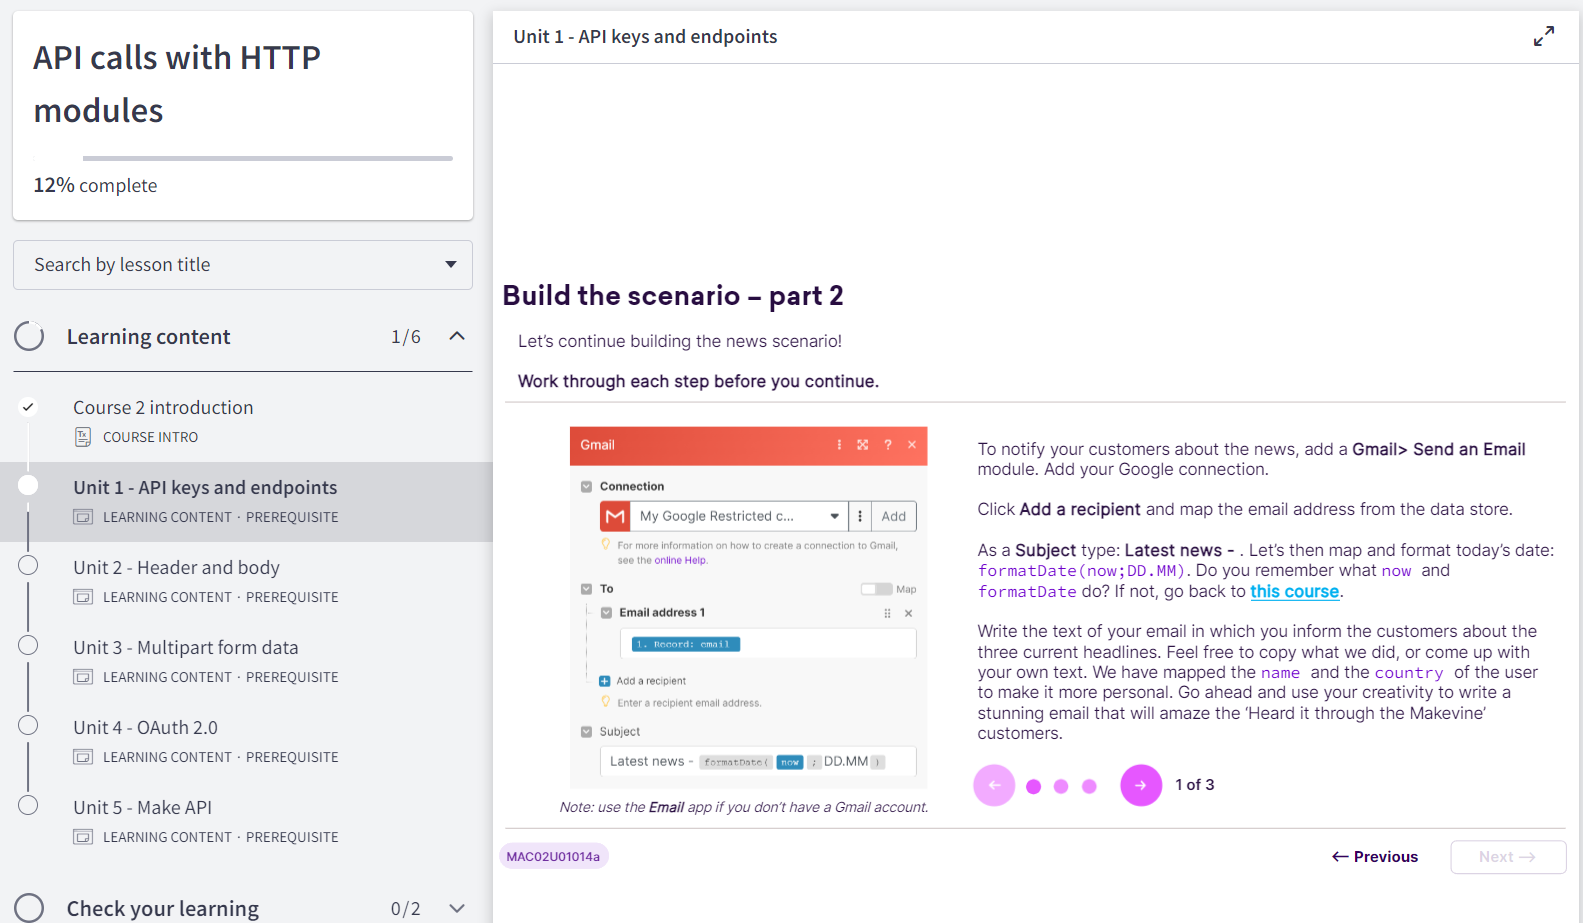 API calls with HTTP
modules
12% complete
Search by lesson title
Learning content 1/6
Course 2 introduction
COURSE INTRO
Unit 1 - API keys and endpoints
LEARNING CONTENT · PREREQUISITE
Unit 2 - Header and body
LEARNING CONTENT · PREREQUISITE
Unit 3 - Multipart form data
LEARNING CONTENT · PREREQUISITE
Unit 4 - OAuth 2.0
LEARNING CONTENT · PREREQUISITE
Unit 5 - Make API
LEARNING CONTENT · PREREQUISITE
Check your learning 0/2
Unit 1 - API keys and endpoints
Build the scenario – part 2
Let's continue building the news scenario!
Work through each step before you continue.
Gmail
Connection
My Google Restricted c... Add
For more information on how to create a connection to Gmail,
see the online Help.
To Map
Email address 1
1. Record: email
Add a recipient
Enter a recipient email address.
Subject
Latest news - formatDate( now ; DD.MM )
Note: use the Email app if you don't have a Gmail account.
To notify your customers about the news, add a Gmail> Send an Email
module. Add your Google connection.
Click Add a recipient and map the email address from the data store.
As a Subject type: Latest news - . Let's then map and format today's date:
formatDate(now;DD.MM). Do you remember what now and
formatDate do? If not, go back to this course.
Write the text of your email in which you inform the customers about the
three current headlines. Feel free to copy what we did, or come up with
your own text. We have mapped the name and the country of the user
to make it more personal. Go ahead and use your creativity to write a
stunning email that will amaze the 'Heard it through the Makevine'
customers.
1 of 3
MAC02U01014a
← Previous
Next →